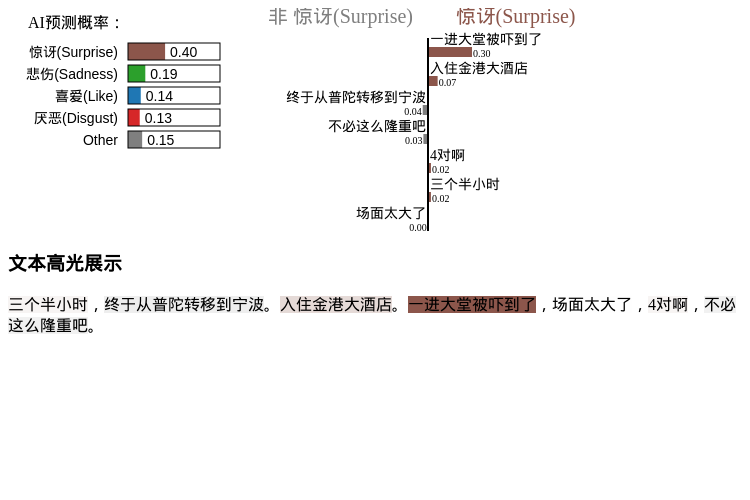 AI预测概率：
惊讶(Surprise) 0.40
悲伤(Sadness) 0.19
喜爱(Like) 0.14
厌恶(Disgust) 0.13
Other 0.15
非 惊讶(Surprise) 惊讶(Surprise)
一进大堂被吓到了
0.30
入住金港大酒店
0.07
终于从普陀转移到宁波
0.04
不必这么隆重吧
0.03
4对啊
0.02
三个半小时
0.02
场面太大了
0.00
文本高光展示
三个半小时，终于从普陀转移到宁波。入住金港大酒店。一进大堂被吓到了，场面太大了，4对啊，不必
这么隆重吧。